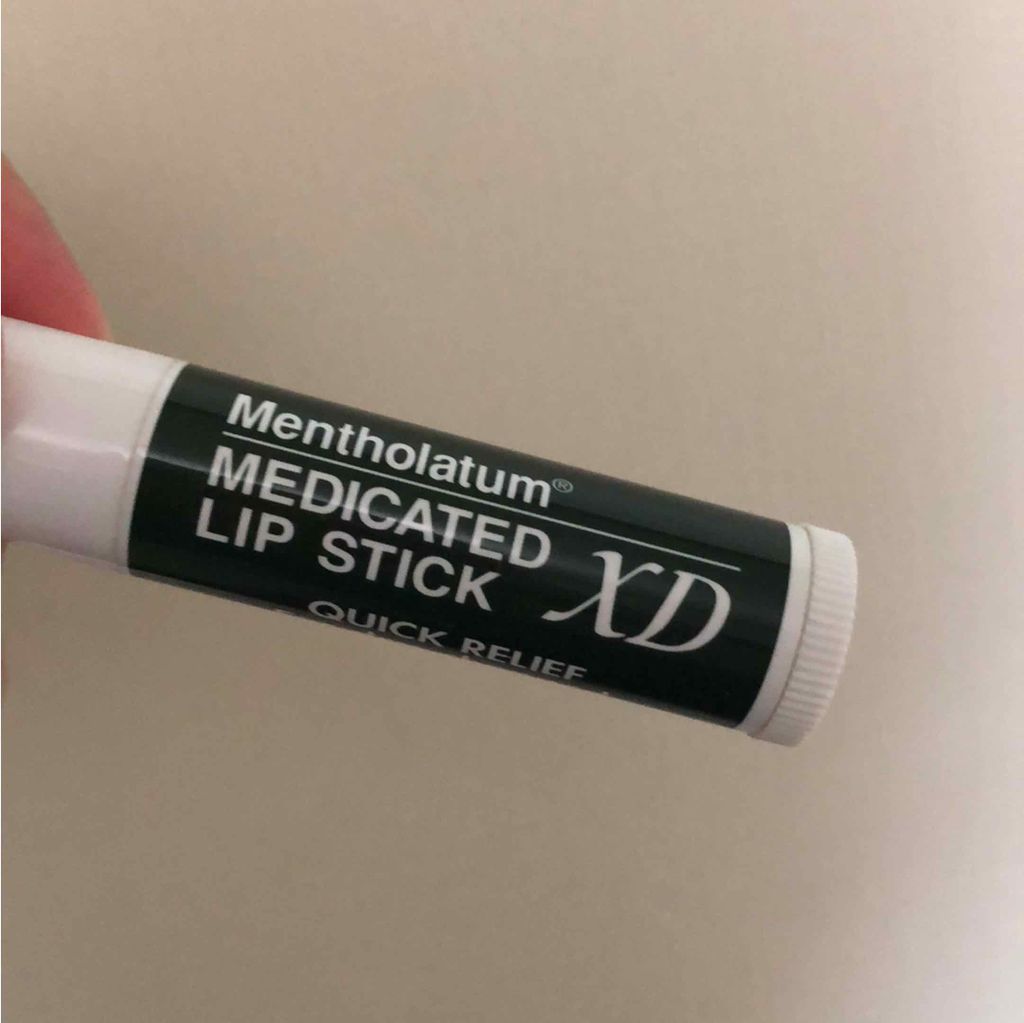 Mentholatum®
MEDICATED
LIP STICK XD
QUICK RELIEF